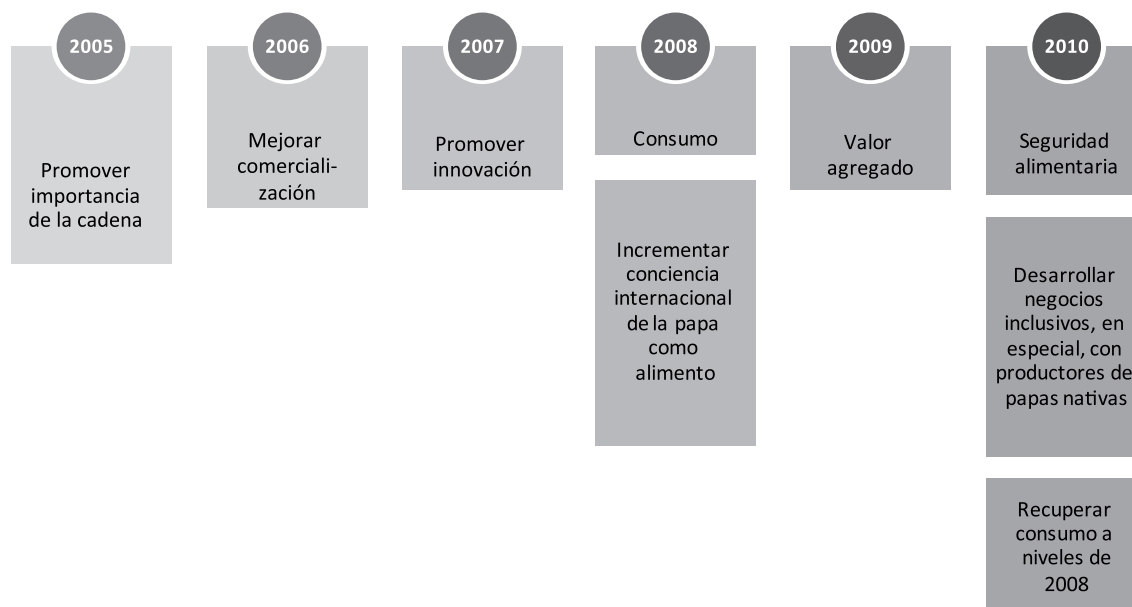 2005
Promover
importancia
de la cadena
2006
Mejorar
comerciali-
zación
2007
Promover
innovación
2008
Consumo
Incrementar
conciencia
internacional
de la papa
como
alimento
2009
Valor
agregado
2010
Seguridad
alimentaria
Desarrollar
negocios
inclusivos, en
especial, con
productores de
papas nativas
Recuperar
consumo a
niveles de
2008